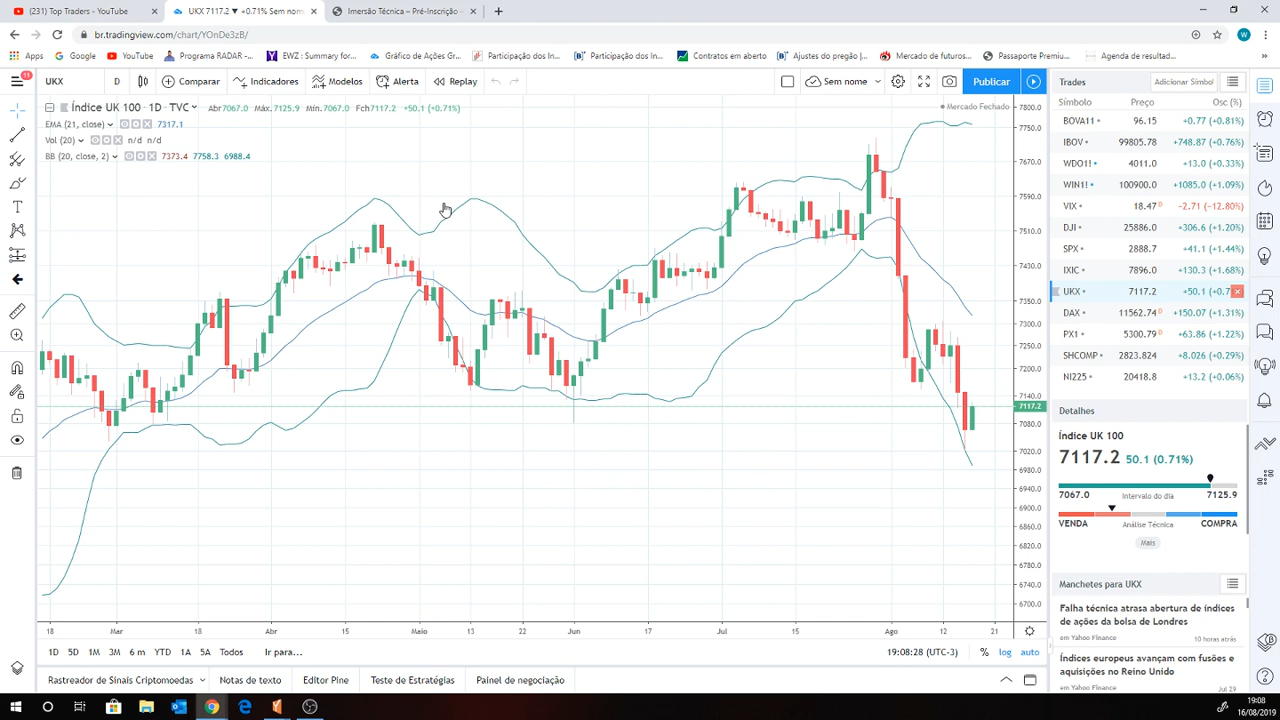 (231) Top Traders - YouTube
UKX 7117.2 ▼ +0.71% Sem nom
Imersão Técnica – Pré-Inscrição –
br.tradingview.com/chart/YOnDe3zB/
Apps
Google
YouTube
Programa RADAR -...
EWZ : Summary for...
Gráfico de Ações Gr...
Participação dos In...
Participação dos In...
Contratos em aberto
Ajustes do pregão |...
Mercado de futuros...
Passaporte Premiu...
Agenda de resultad...
11
UKX
D
Comparar
Indicadores
Modelos
Alerta
Replay
Sem nome
Publicar
Índice UK 100 · 1D · TVC
Abr7067.0 Máx.7125.9 Mín.7067.0 Fch7117.2 +50.1 (+0.71%)
Mercado Fechado
EMA (21, close) 7317.1
Vol (20) n/d n/d
BB (20, close, 2) 7373.4 7758.3 6988.4
7800.0
7750.0
7670.0
7590.0
7510.0
7430.0
7350.0
7300.0
7250.0
7200.0
7140.0
7117.2
7080.0
7020.0
6980.0
6940.0
6900.0
6860.0
6820.0
6780.0
6740.0
6700.0
18 Mar 18 Abr 15 Maio 13 22 Jun 17 Jul 15 Ago 12 21
1D 5D 1M 3M 6 m YTD 1A 5A Todos Ir para...
19:08:28 (UTC-3) % log auto
Rastreador de Sinais Criptomoedas
Notas de texto
Editor Pine
Teste de Estratégias
Painel de negociação
Trades
Adicionar Símbol
Símbolo Preço Osc (%)
BOVA11 96.15 +0.77 (+0.81%)
IBOV 99805.78 +748.87 (+0.76%)
WDO1! 4011.0 +13.0 (+0.33%)
WIN1! 100900.0 +1085.0 (+1.09%)
VIX 18.47 D −2.71 (−12.80%)
DJI 25886.0 +306.6 (+1.20%)
SPX 2888.7 +41.1 (+1.44%)
IXIC 7896.0 +130.3 (+1.68%)
UKX 7117.2 +50.1 (+0.7
DAX 11562.74 D +150.07 (+1.31%)
PX1 5300.79 D +63.86 (+1.22%)
SHCOMP 2823.824 +8.026 (+0.29%)
NI225 20418.8 +13.2 (+0.06%)
Detalhes
Índice UK 100
7117.2 50.1 (0.71%)
7067.0 Intervalo do dia 7125.9
VENDA Análise Técnica COMPRA
Mais
Manchetes para UKX
Falha técnica atrasa abertura de índices
de ações da bolsa de Londres
em Yahoo Finance 10 horas atrás
Índices europeus avançam com fusões e
aquisições no Reino Unido
em Yahoo Finance Jul 29
19:08
16/08/2019